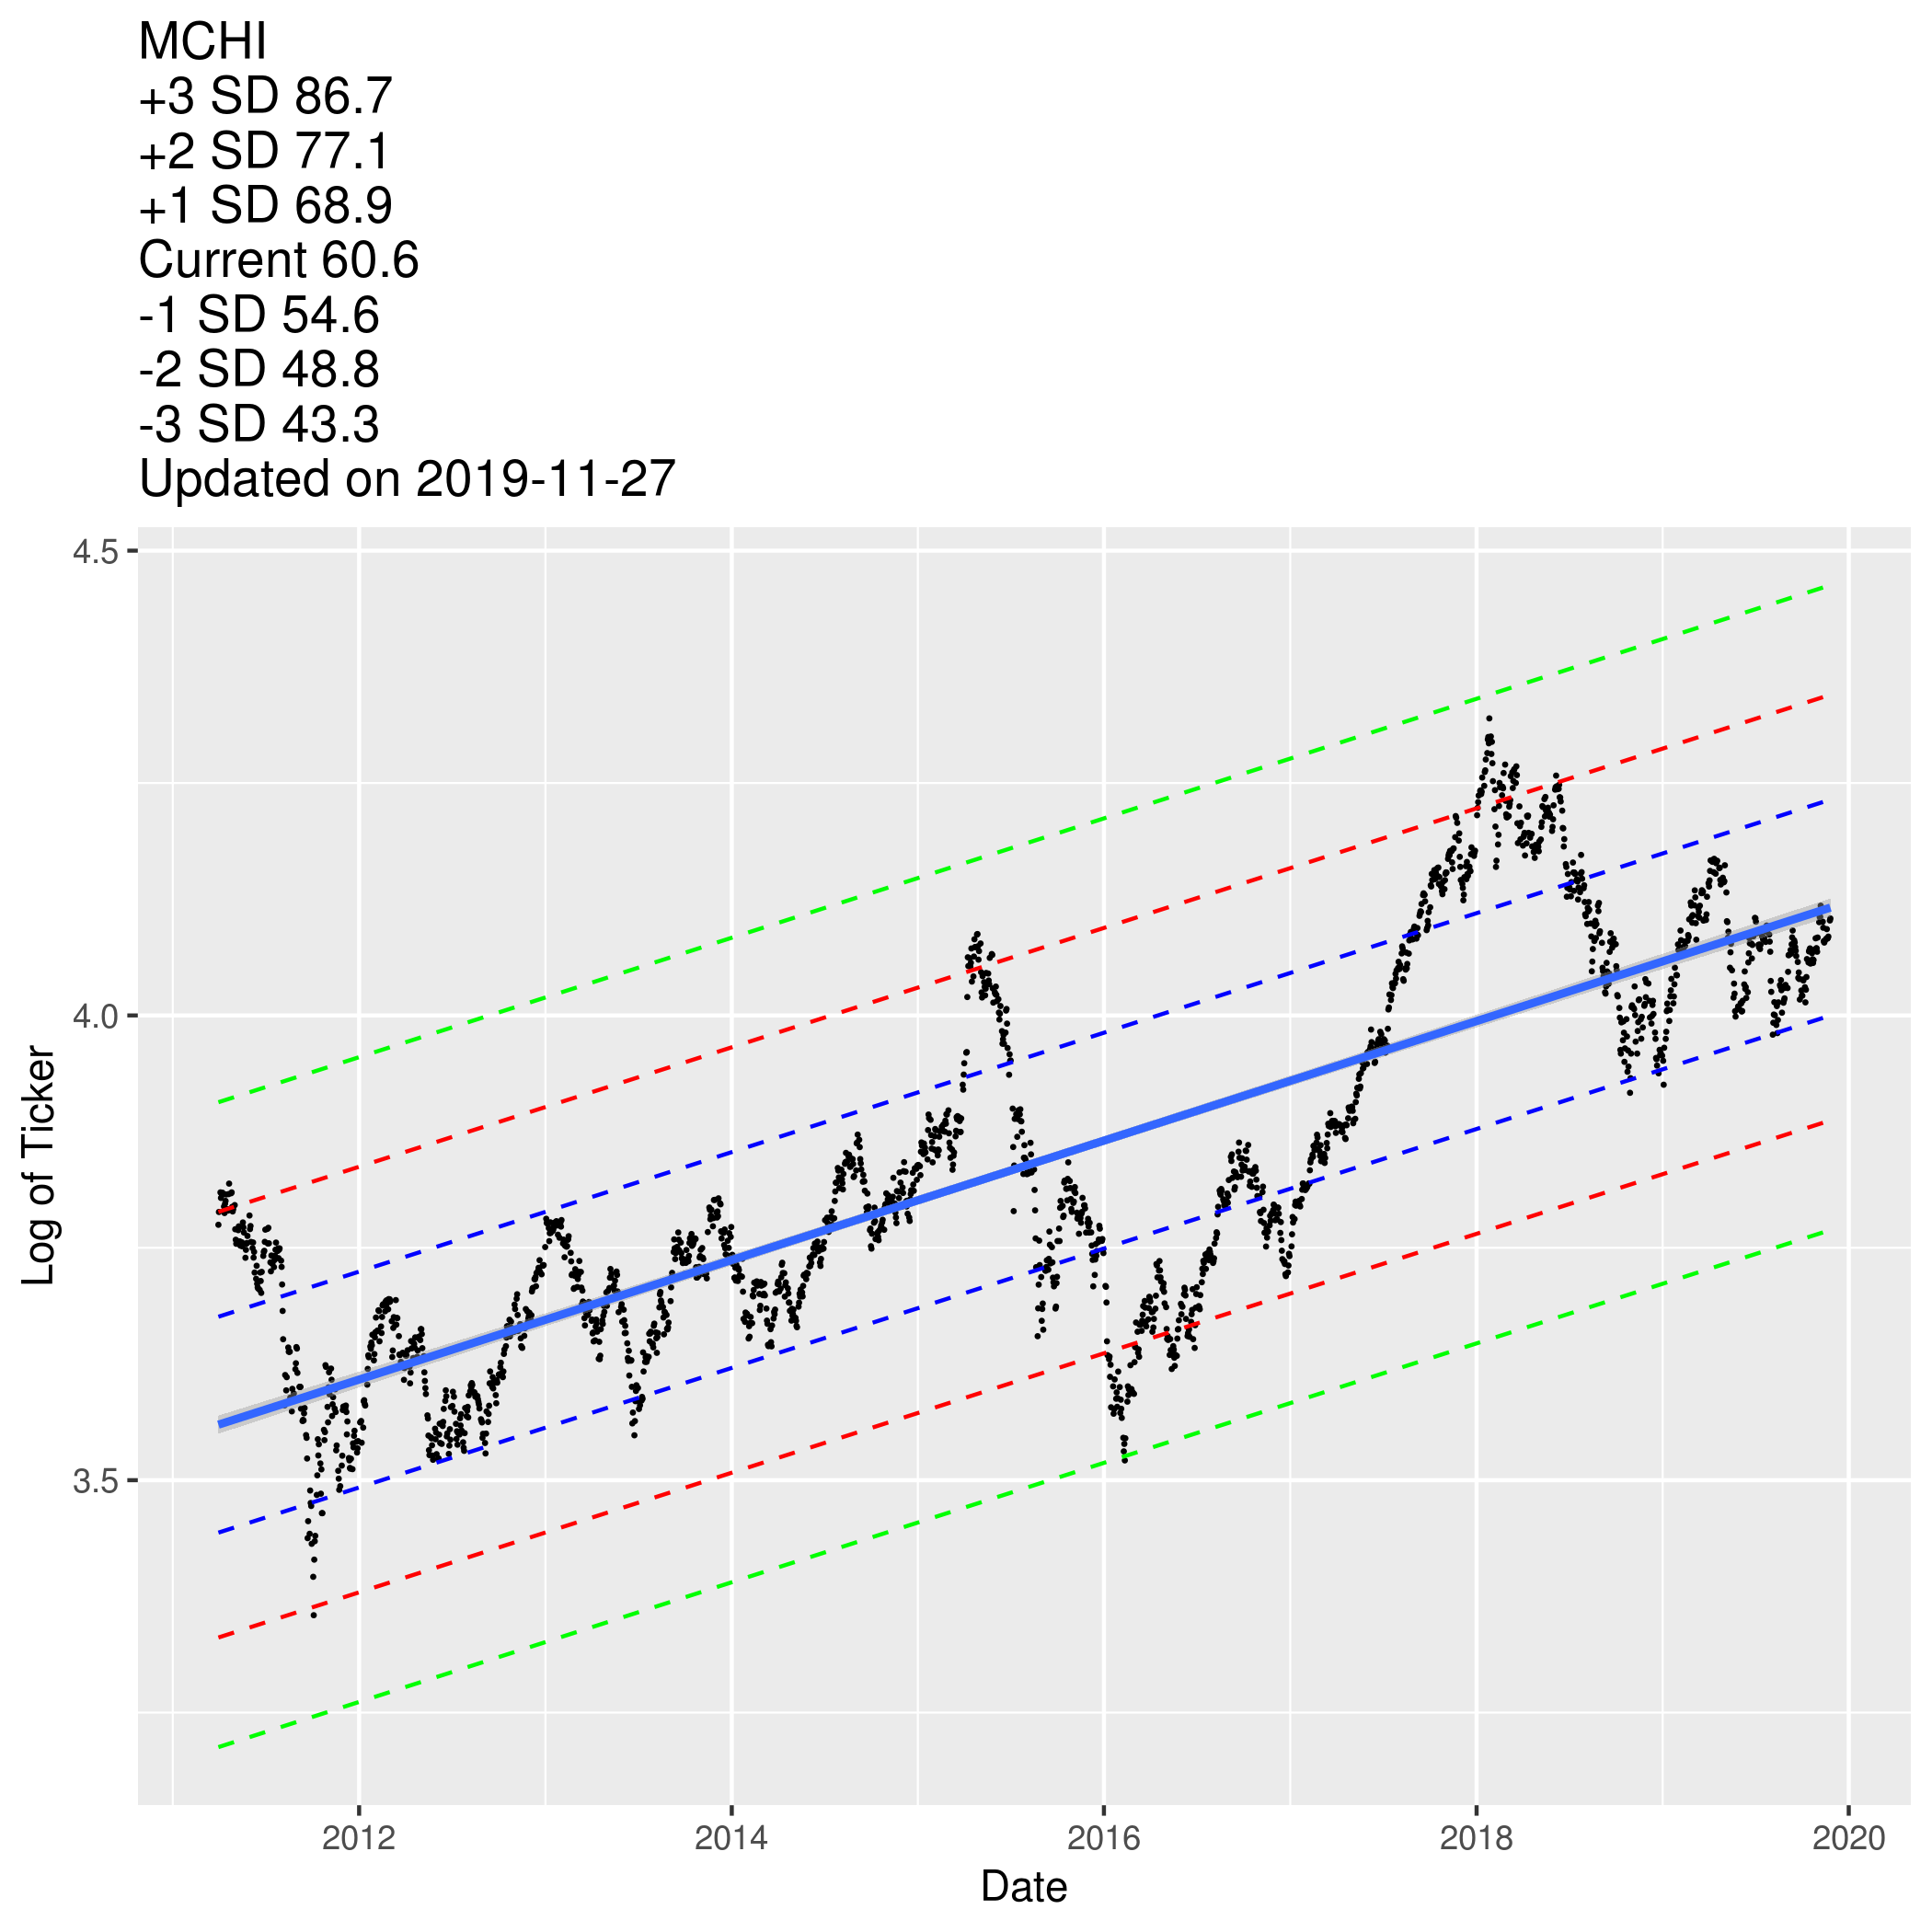 MCHI
+3 SD 86.7
+2 SD 77.1
+1 SD 68.9
Current 60.6
-1 SD 54.6
-2 SD 48.8
-3 SD 43.3
Updated on 2019-11-27
4.5
4.0
3.5
Log of Ticker
2012 2014 2016 2018 2020
Date